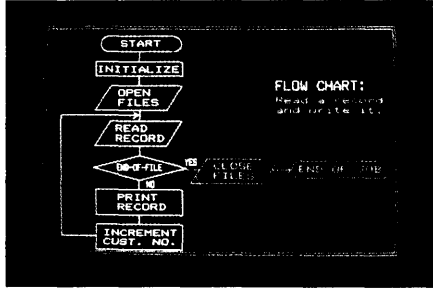 START
INITIALIZE
OPEN
FILES
FLOW CHART:
Read a record
and write it.
READ
RECORD
END-OF-FILE
YES
CLOSE
FILES
END OF JOB
NO
PRINT
RECORD
INCREMENT
CUST. NO.